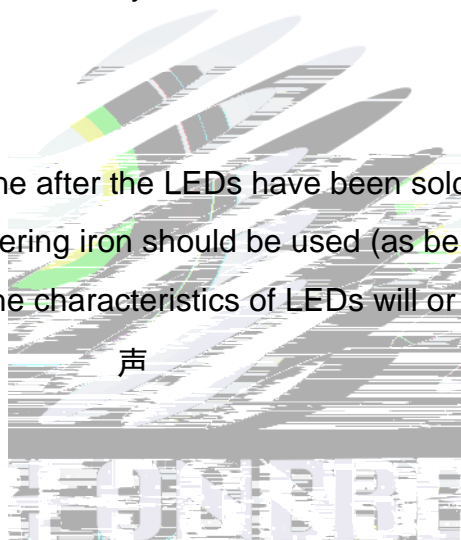 ne after the LEDs have been sold
ering iron should be used (as be
ne characteristics of LEDs will or
声